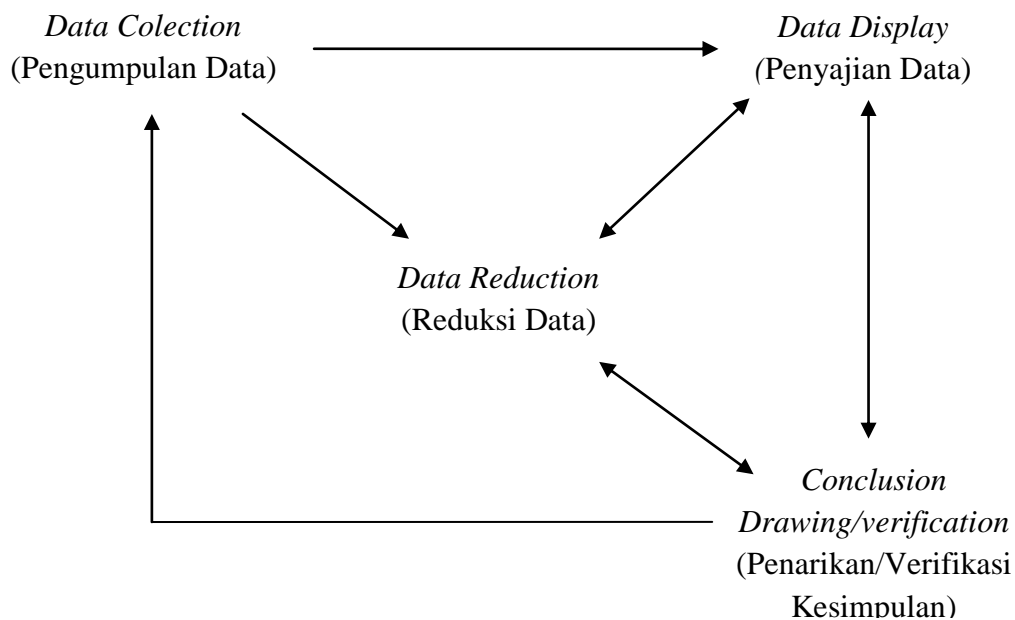 Data Colection
(Pengumpulan Data)
Data Display
(Penyajian Data)
Data Reduction
(Reduksi Data)
Conclusion
Drawing/verification
(Penarikan/Verifikasi
Kesimpulan)